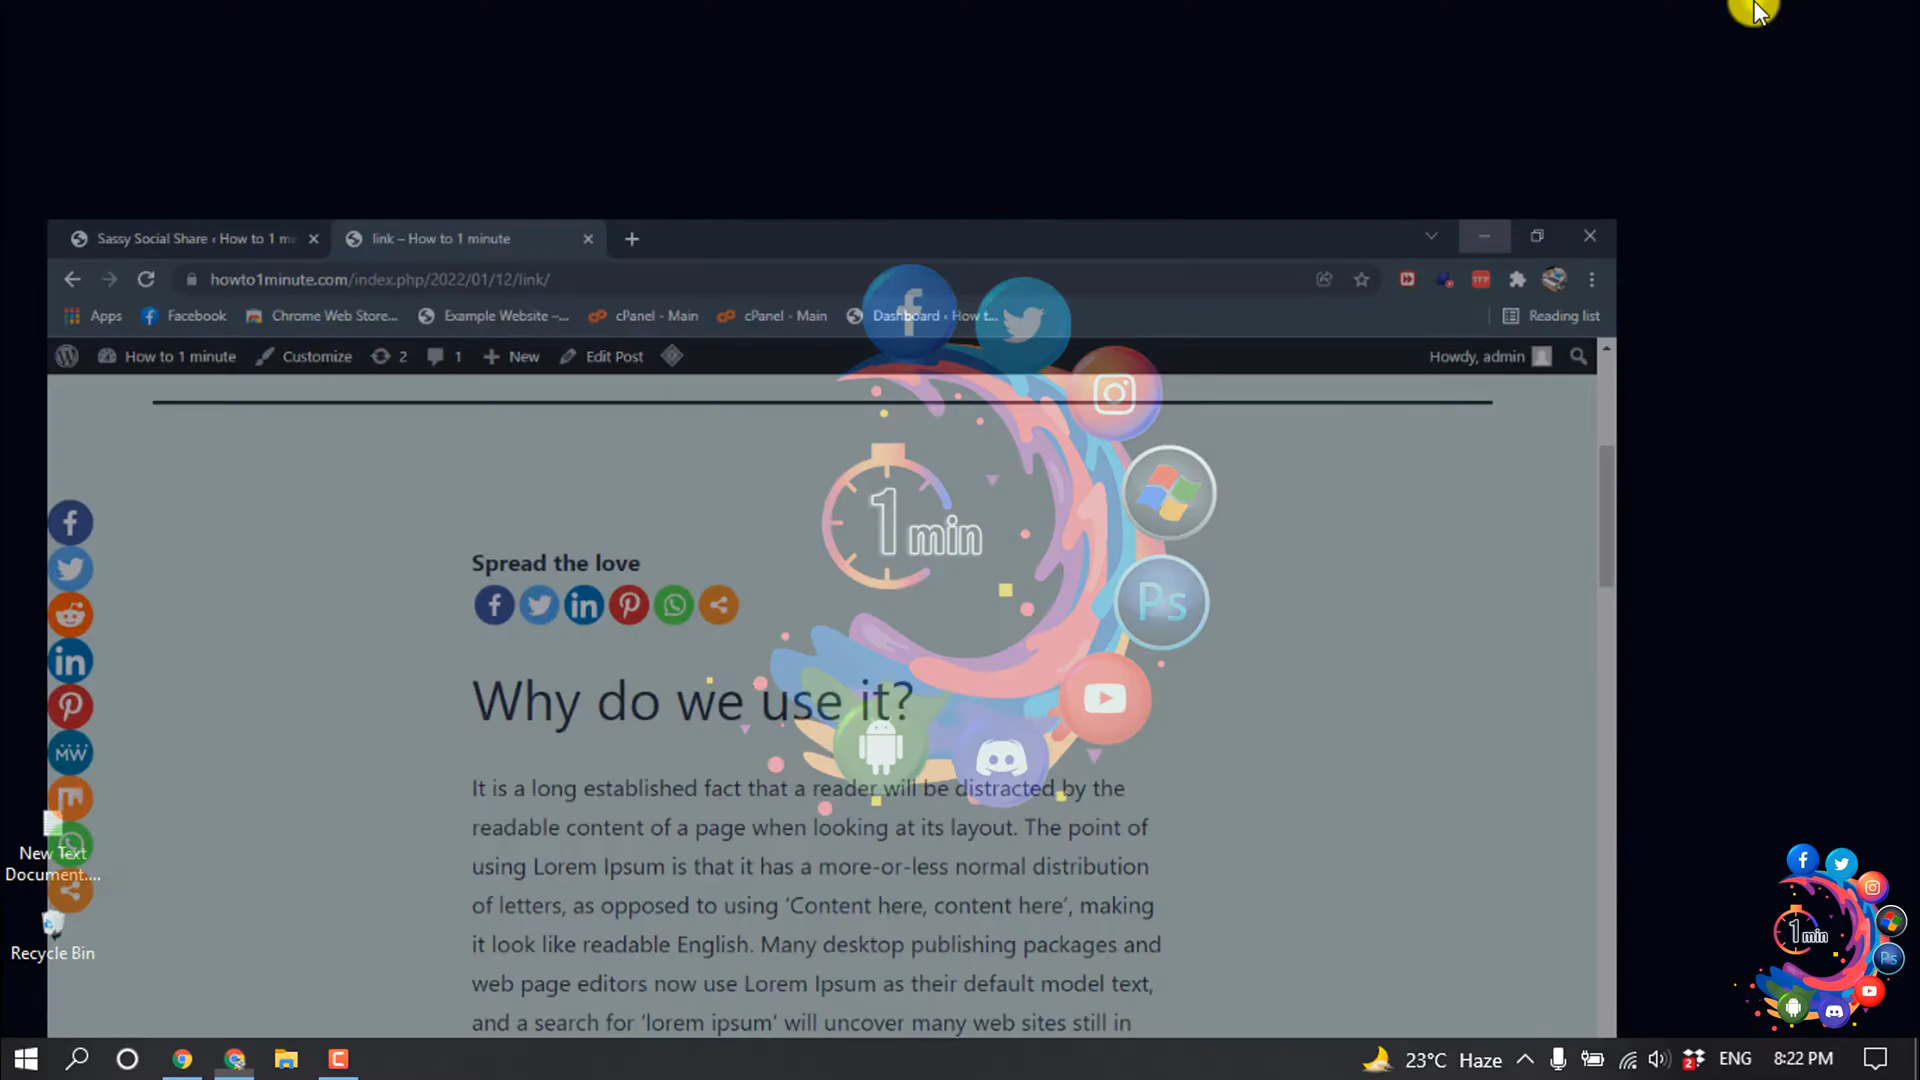 Sassy Social Share ‹ How to 1 mi
link – How to 1 minute
howto1minute.com/index.php/2022/01/12/link/
Apps
Facebook
Chrome Web Store...
Example Website –...
cPanel - Main
cPanel - Main
Dashboard ‹ How t...
Reading list
How to 1 minute
Customize
2
1
New
Edit Post
Howdy, admin
1 min
Spread the love
Ps
Why do we use it?
MW
It is a long established fact that a reader will be distracted by the
readable content of a page when looking at its layout. The point of
using Lorem Ipsum is that it has a more-or-less normal distribution
of letters, as opposed to using ‘Content here, content here’, making
it look like readable English. Many desktop publishing packages and
web page editors now use Lorem Ipsum as their default model text,
and a search for ‘lorem ipsum’ will uncover many web sites still in
New Text
Document....
Recycle Bin
1 min
Ps
23°C Haze
2
ENG
8:22 PM